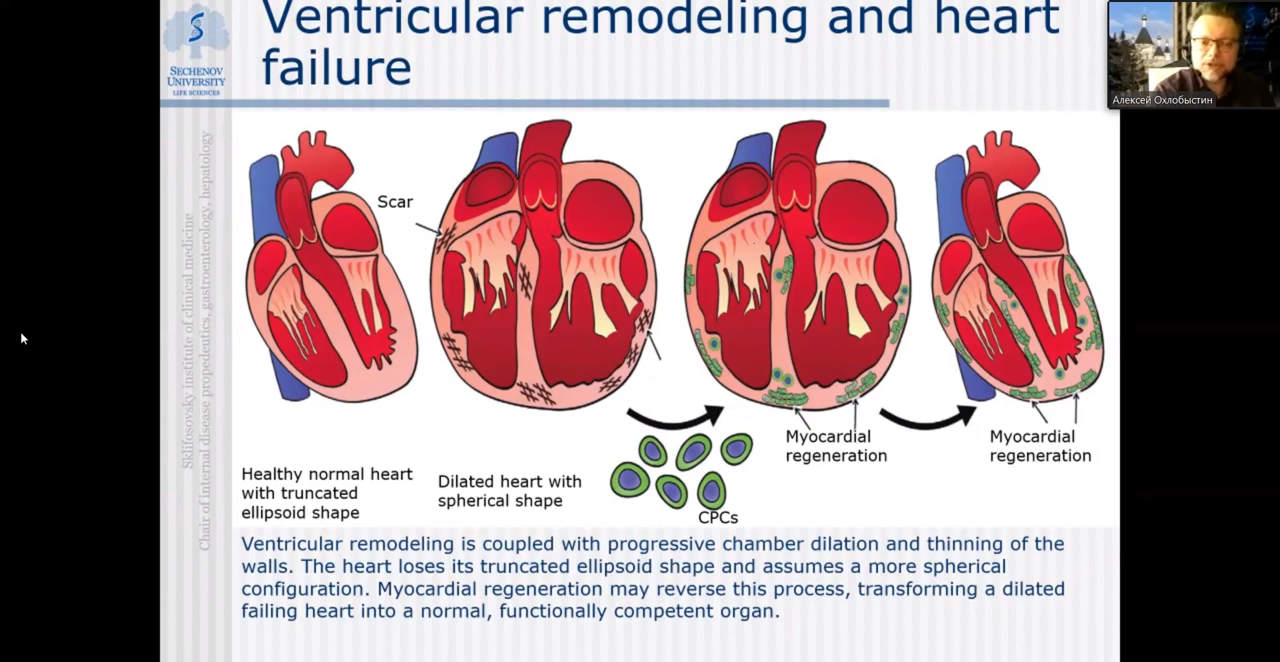 Ventricular remodeling and heart
failure
SECHENOV
UNIVERSITY
LIFE SCIENCES
Алексей Охлобыстин
Sklifosovsky institute of clinical medicine
Chair of internal disease propedeutics, gastroenterology, hepatology
Scar
Myocardial
regeneration
Myocardial
regeneration
Healthy normal heart
with truncated
ellipsoid shape
Dilated heart with
spherical shape
CPCs
Ventricular remodeling is coupled with progressive chamber dilation and thinning of the
walls. The heart loses its truncated ellipsoid shape and assumes a more spherical
configuration. Myocardial regeneration may reverse this process, transforming a dilated
failing heart into a normal, functionally competent organ.